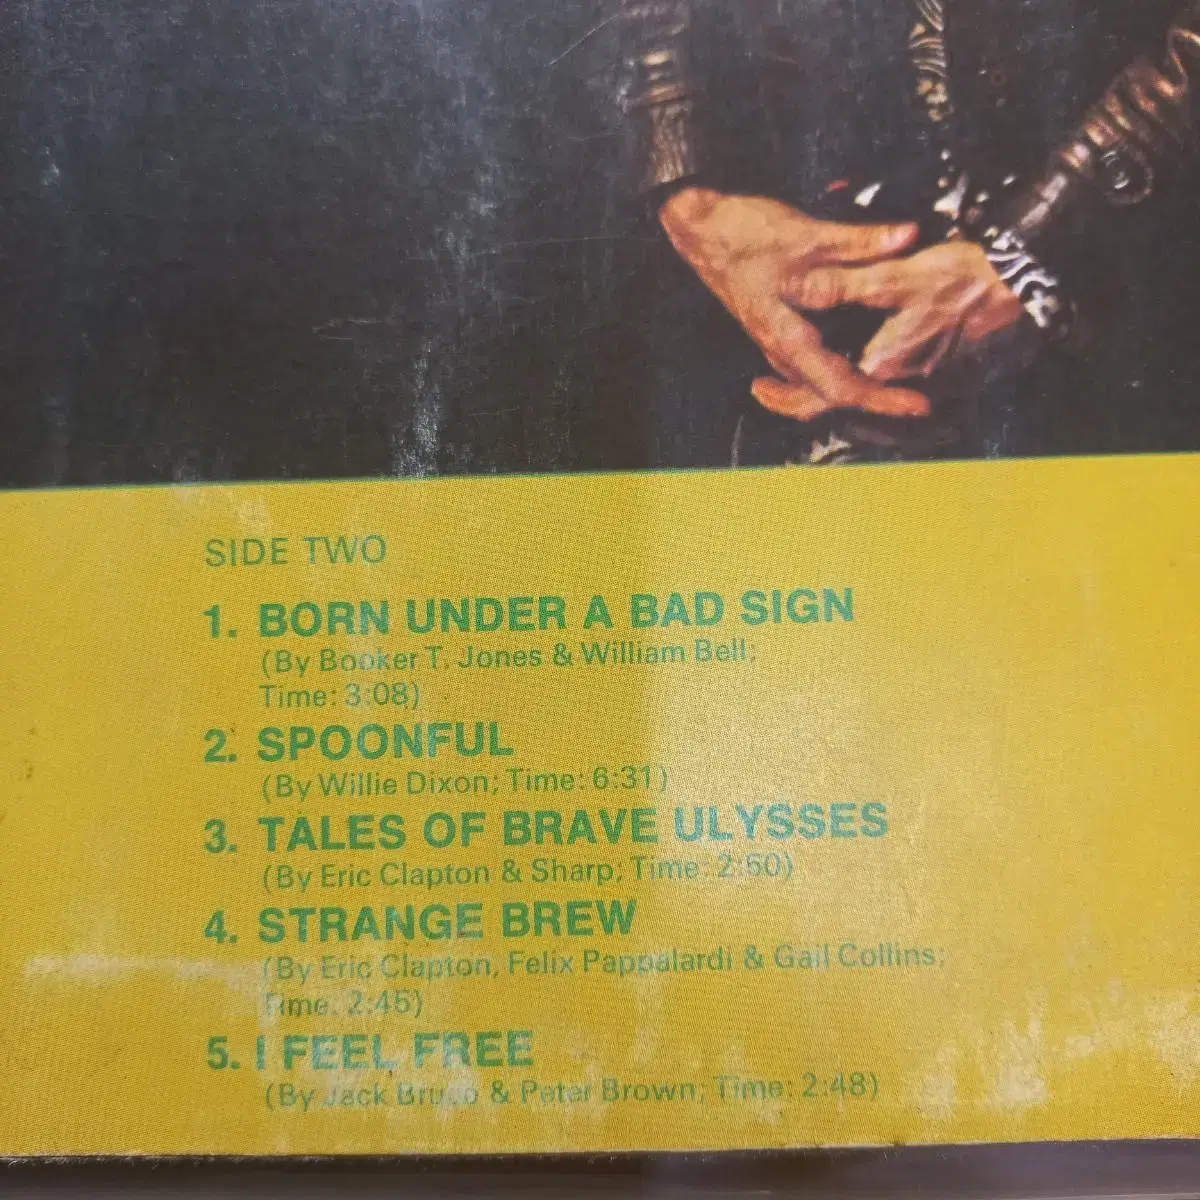 SIDE TWO
1. BORN UNDER A BAD SIGN
(By Booker T. Jones & William Bell;
Time: 3:08)
2. SPOONFUL
(By Willie Dixon; Time: 6:31)
3. TALES OF BRAVE ULYSSES
(By Eric Clapton & Sharp; Time: 2:50)
4. STRANGE BREW
(By Eric Clapton, Felix Pappalardi & Gail Collins;
Time: 2:45)
5. I FEEL FREE
(By Jack Bruce & Peter Brown; Time: 2:48)